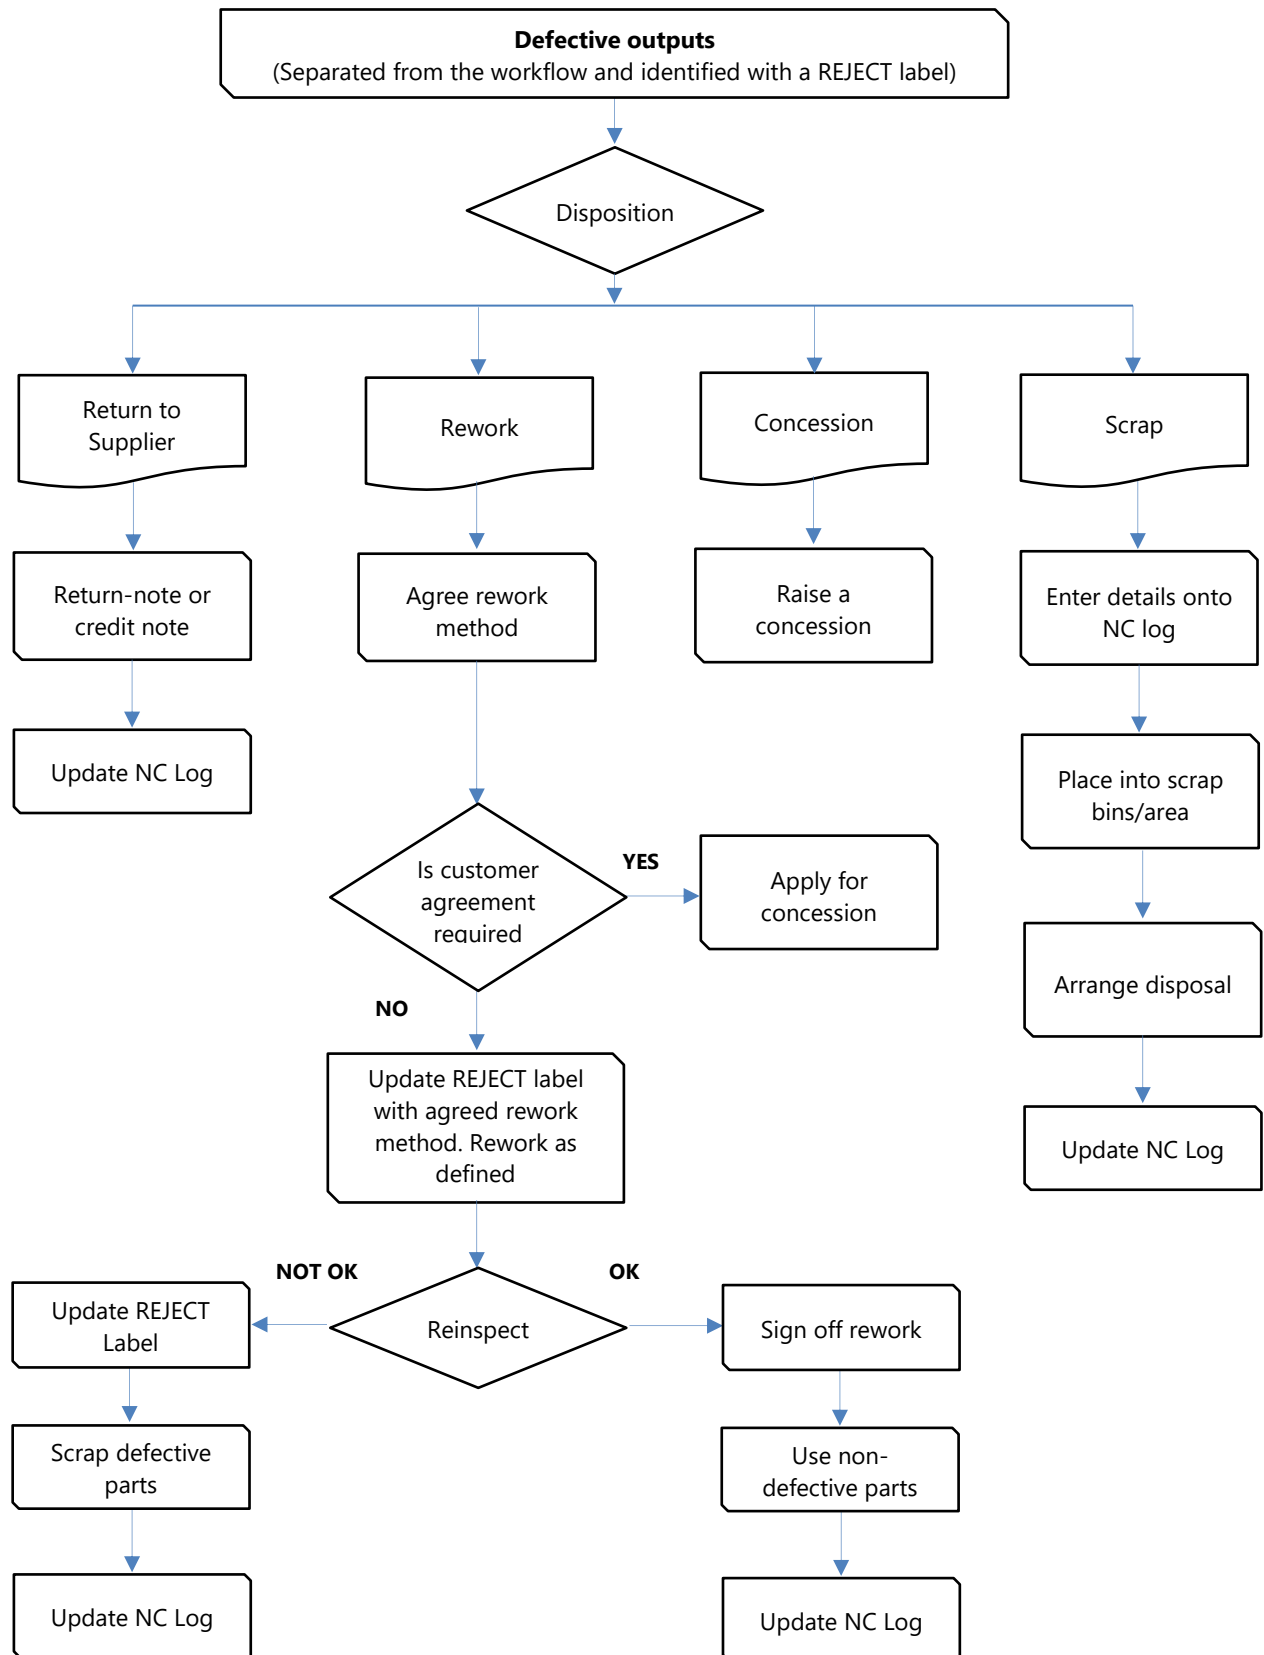 Defective outputs
(Separated from the workflow and identified with a REJECT label)
Disposition
Return to
Supplier
Rework
Concession
Scrap
Return-note or
credit note
Agree rework
method
Raise a
concession
Enter details onto
NC log
Update NC Log
Place into scrap
bins/area
Is customer
agreement
required
YES
Apply for
concession
Arrange disposal
NO
Update REJECT label
with agreed rework
method. Rework as
defined
Update NC Log
NOT OK
OK
Update REJECT
Label
Reinspect
Sign off rework
Scrap defective
parts
Use non-
defective parts
Update NC Log
Update NC Log